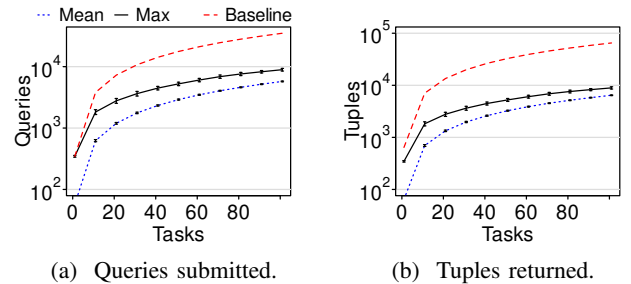 Mean Max Baseline
Queries
10^4
10^3
10^2
0 20 40 60 80
Tasks
Tuples
10^5
10^4
10^3
10^2
0 20 40 60 80
Tasks
(a) Queries submitted.
(b) Tuples returned.